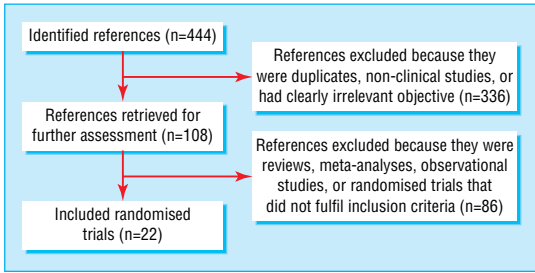 Identified references (n=444)
References excluded because they
were duplicates, non-clinical studies, or
had clearly irrelevant objective (n=336)
References retrieved for
further assessment (n=108)
References excluded because they were
reviews, meta-analyses, observational
studies, or randomised trials that
did not fulfil inclusion criteria (n=86)
Included randomised
trials (n=22)